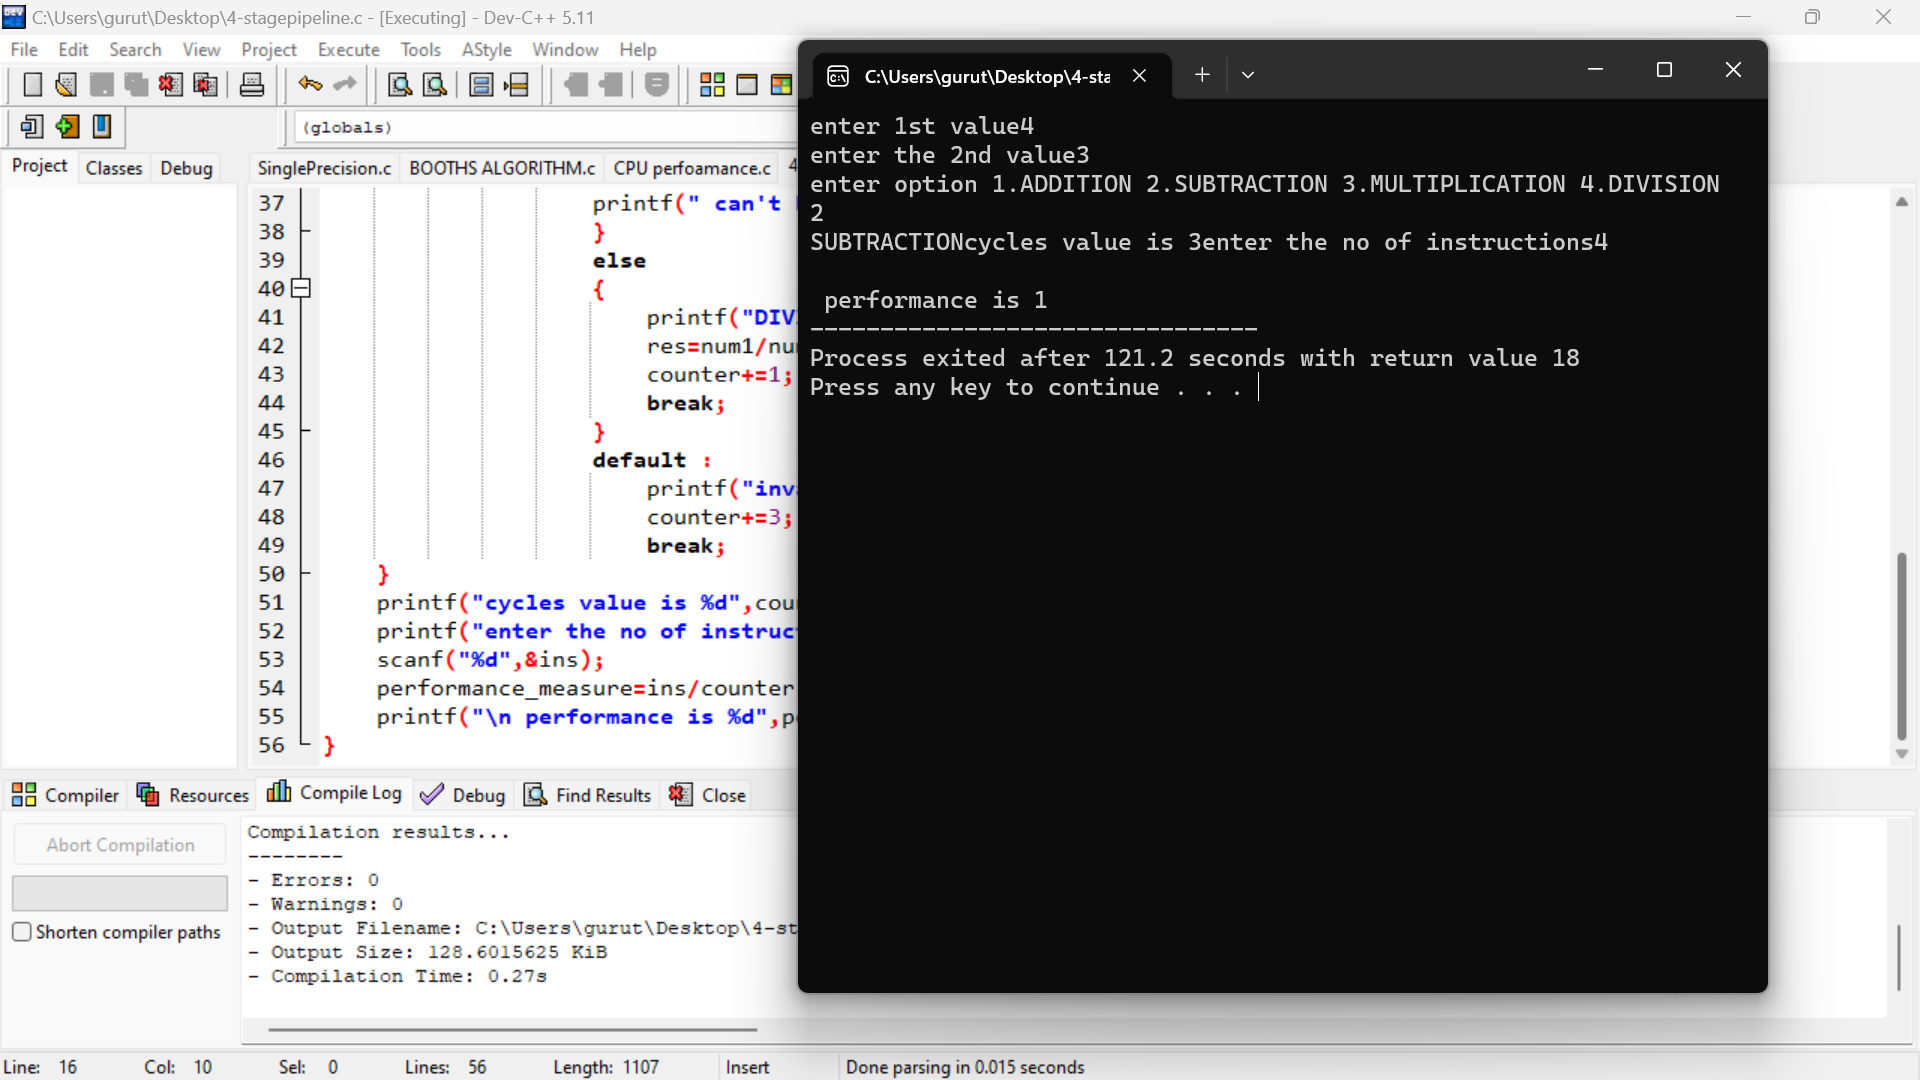 C:\Users\gurut\Desktop\4-stagepipeline.c - [Executing] - Dev-C++ 5.11
File Edit Search View Project Execute Tools AStyle Window Help
(globals)
Project Classes Debug
SinglePrecision.c BOOTHS ALGORITHM.c CPU perfoamance.c 4
37 printf(" can't
38 }
39 else
40 {
41 printf("DIV
42 res=num1/nu
43 counter+=1;
44 break;
45 }
46 default :
47 printf("inv
48 counter+=3;
49 break;
50 }
51 printf("cycles value is %d",cou
52 printf("enter the no of instruc
53 scanf("%d",&ins);
54 performance_measure=ins/counter
55 printf("\n performance is %d",p
56 }
C:\Users\gurut\Desktop\4-sta
enter 1st value4
enter the 2nd value3
enter option 1.ADDITION 2.SUBTRACTION 3.MULTIPLICATION 4.DIVISION
2
SUBTRACTIONcycles value is 3enter the no of instructions4
performance is 1
--------------------------------
Process exited after 121.2 seconds with return value 18
Press any key to continue . . .
Compiler Resources Compile Log Debug Find Results Close
Abort Compilation
Shorten compiler paths
Compilation results...
--------
- Errors: 0
- Warnings: 0
- Output Filename: C:\Users\gurut\Desktop\4-st
- Output Size: 128.6015625 KiB
- Compilation Time: 0.27s
Line: 16 Col: 10 Sel: 0 Lines: 56 Length: 1107 Insert Done parsing in 0.015 seconds